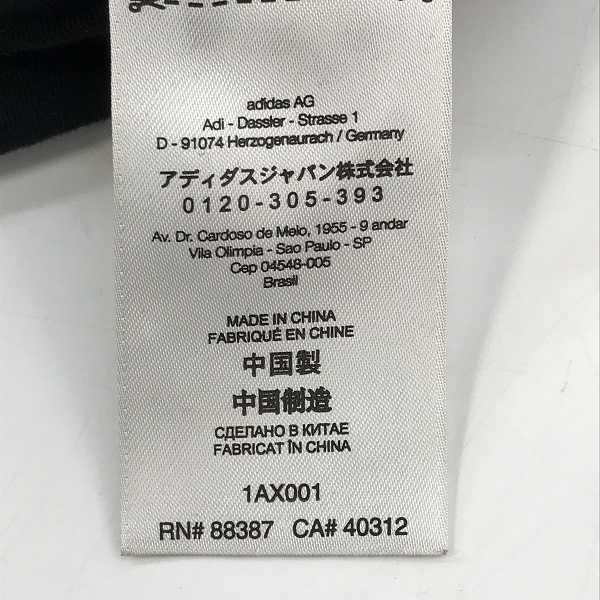 adidas AG
Adi - Dassler - Strasse 1
D - 91074 Herzogenaurach / Germany
アディダスジャパン株式会社
0120-305-393
Av. Dr. Cardoso de Melo, 1955 - 9 andar
Vila Olimpia - Sao Paulo - SP
Cep 04548-005
Brasil
MADE IN CHINA
FABRIQUÉ EN CHINE
中国製
中国制造
СДЕЛАНО В КИТАЕ
FABRICAT ÎN CHINA
1AX001
RN# 88387 CA# 40312